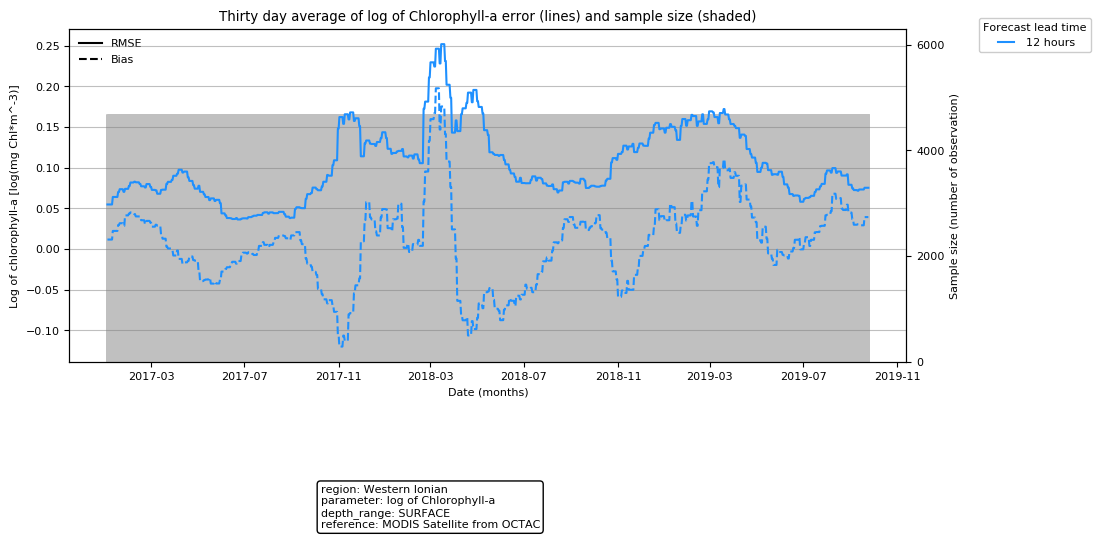 Thirty day average of log of Chlorophyll-a error (lines) and sample size (shaded)
Forecast lead time
12 hours
RMSE
Bias
0.25
0.20
0.15
0.10
0.05
0.00
−0.05
−0.10
Log of chlorophyll-a [log(mg Chl*m^-3)]
6000
4000
2000
0
Sample size (number of observation)
2017-03 2017-07 2017-11 2018-03 2018-07 2018-11 2019-03 2019-07 2019-11
Date (months)
region: Western Ionian
parameter: log of Chlorophyll-a
depth_range: SURFACE
reference: MODIS Satellite from OCTAC